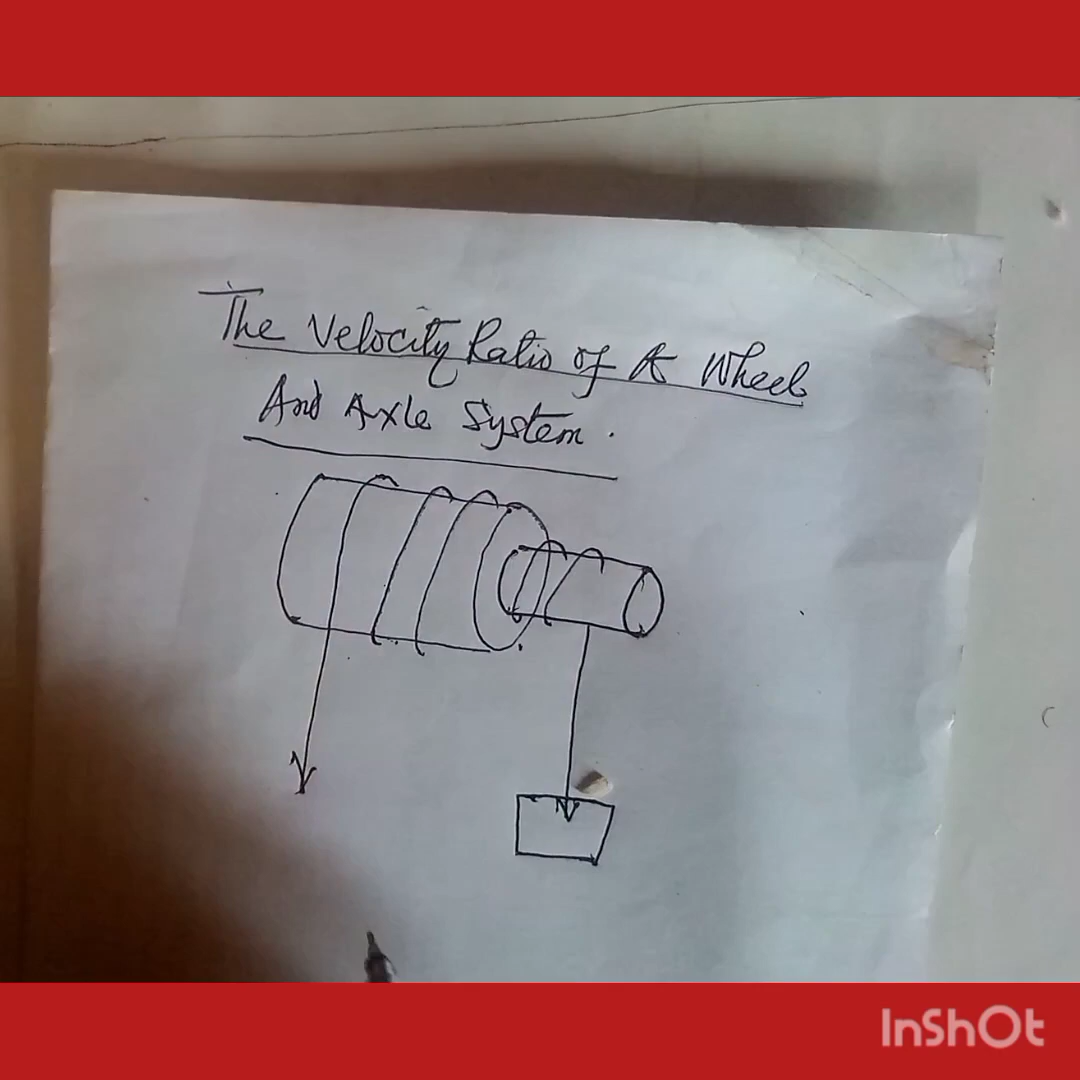 The Velocity Ratio of A Wheel
And Axle System.
InShOt